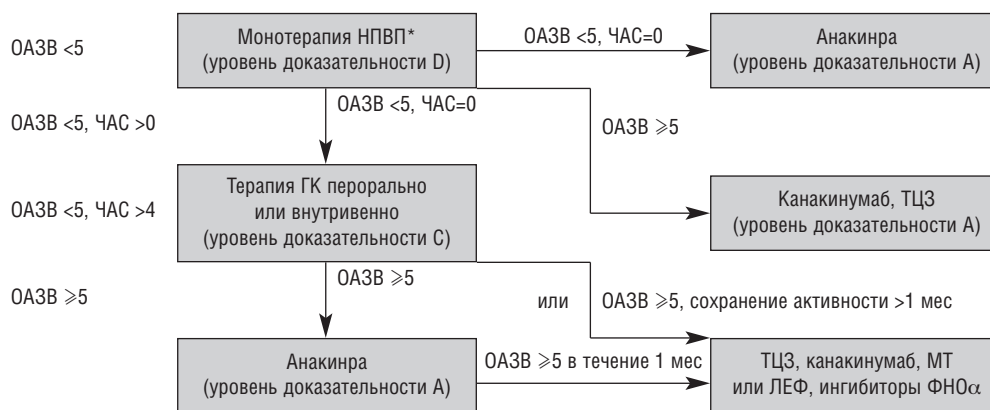 ОАЗВ <5
Монотерапия НПВП*
(уровень доказательности D)
ОАЗВ <5, ЧАС=0
Анакинра
(уровень доказательности А)
ОАЗВ <5, ЧАС=0
ОАЗВ ⩾5
ОАЗВ <5, ЧАС >0
Терапия ГК перорально
или внутривенно
(уровень доказательности С)
Канакинумаб, ТЦЗ
(уровень доказательности А)
ОАЗВ <5, ЧАС >4
ОАЗВ ⩾5
ОАЗВ ⩾5
или
ОАЗВ ⩾5, сохранение активности >1 мес
Анакинра
(уровень доказательности А)
ОАЗВ ⩾5 в течение 1 мес
ТЦЗ, канакинумаб, МТ
или ЛЕФ, ингибиторы ФНОα